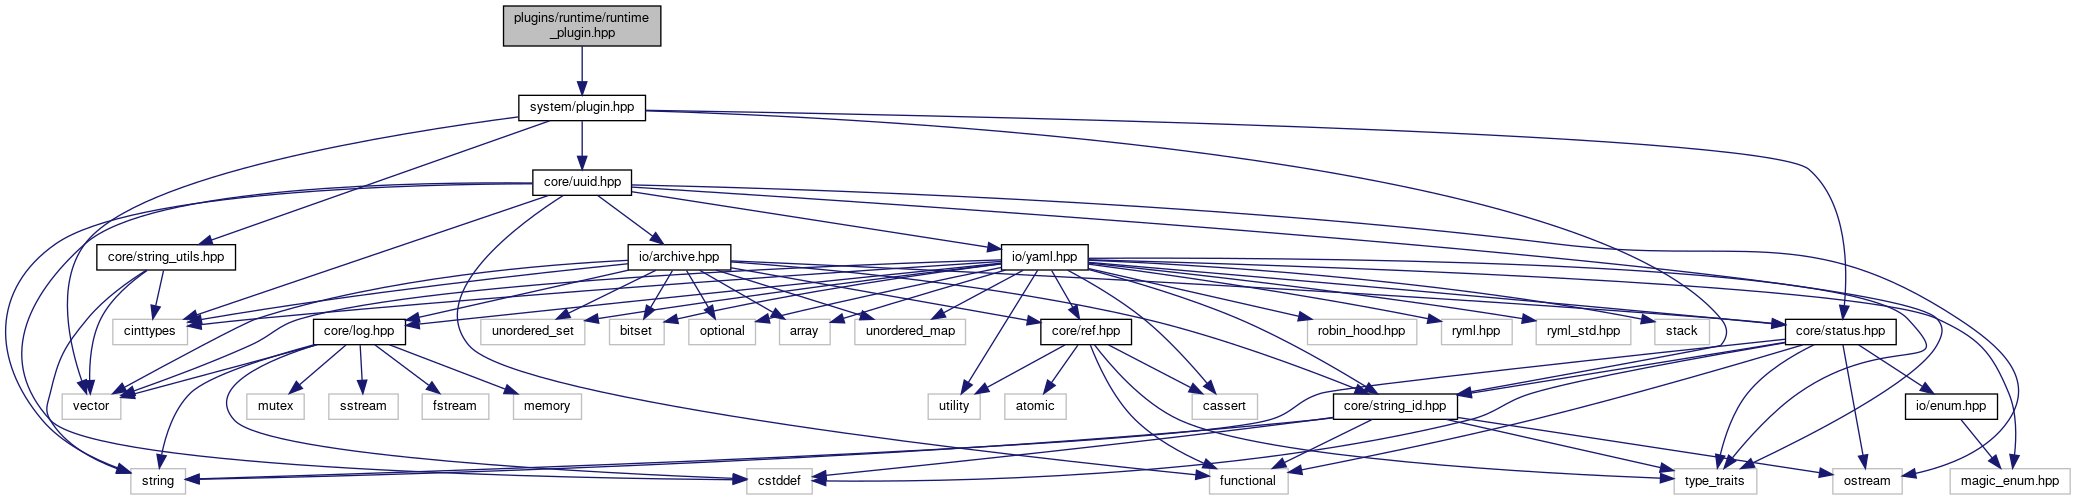 plugins/runtime/runtime
_plugin.hpp
system/plugin.hpp
core/uuid.hpp
core/string_utils.hpp
io/archive.hpp
io/yaml.hpp
cinttypes
core/log.hpp
unordered_set
bitset
optional
array
unordered_map
core/ref.hpp
robin_hood.hpp
ryml.hpp
ryml_std.hpp
stack
core/status.hpp
vector
mutex
sstream
fstream
memory
utility
atomic
cassert
core/string_id.hpp
io/enum.hpp
string
cstddef
functional
type_traits
ostream
magic_enum.hpp